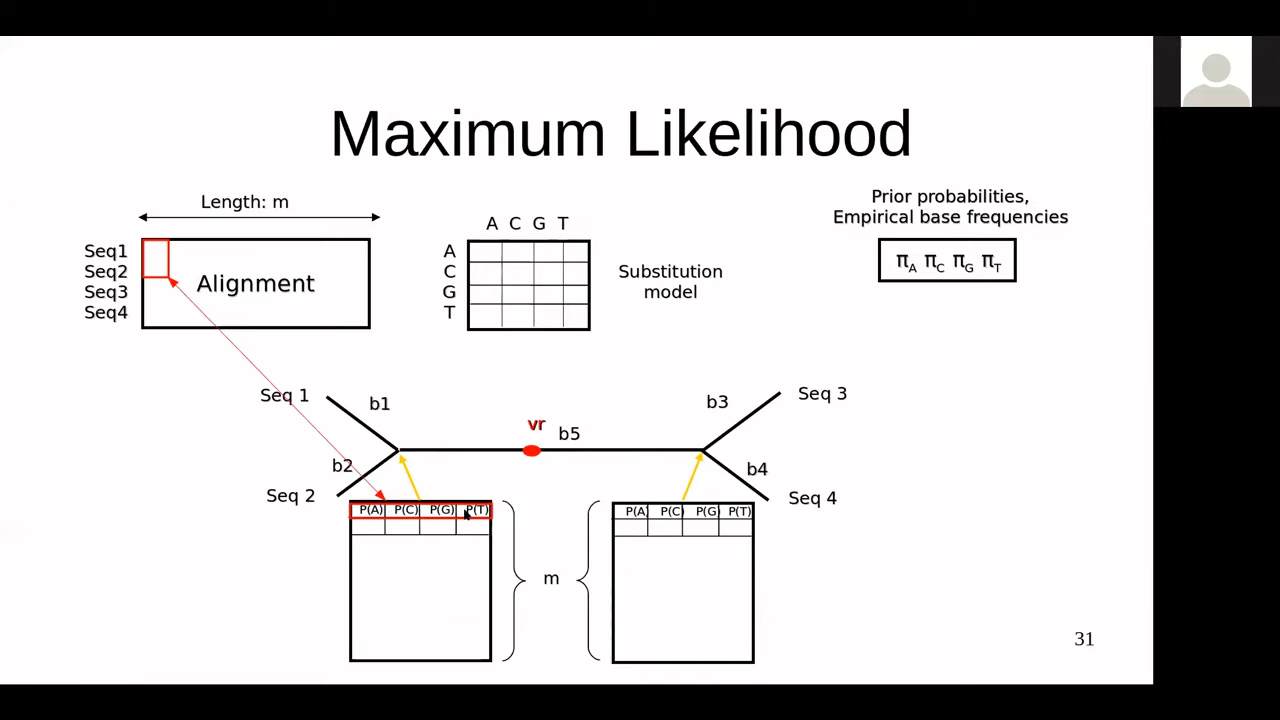 Maximum Likelihood
Length: m
Seq1
Seq2
Seq3
Seq4
Alignment
A C G T
A
C
G
T
Substitution
model
Prior probabilities,
Empirical base frequencies
πA πC πG πT
Seq 1
b1
b2
Seq 2
vr
b5
b3
Seq 3
b4
Seq 4
P(A) P(C) P(G) P(T)
m
P(A) P(C) P(G) P(T)
31